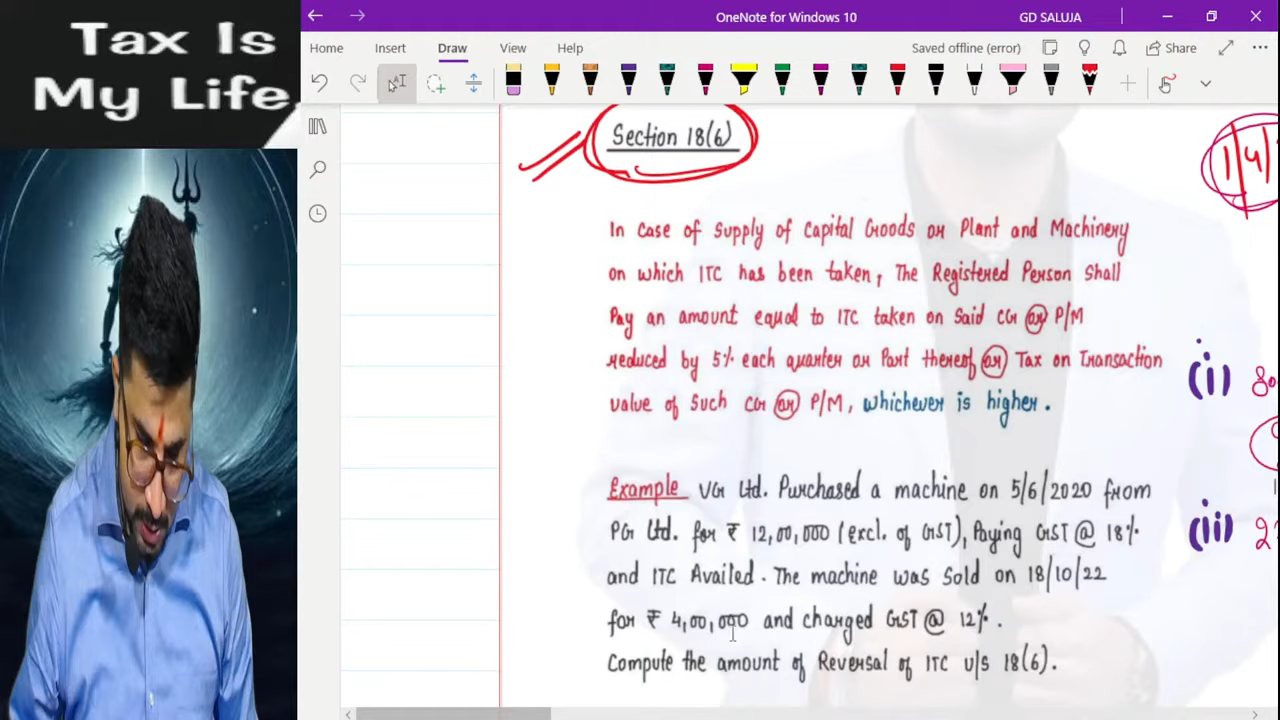 Tax Is
My Life,
OneNote for Windows 10
GD SALUJA
Home Insert Draw View Help
Saved offline (error)
Share
Section 18(6)
1 4
In case of Supply of Capital Goods or Plant and Machinery
on which ITC has been taken, The Registered Person Shall
Pay an amount equal to ITC taken on Said CG or P/M
reduced by 5% each quarter or Part thereof or Tax on Transaction
value of Such CG or P/M, whichever is higher.
(i)
(ii)
Example VG Ltd. Purchased a machine on 5/6/2020 from
PG Ltd. for ₹ 12,00,000 (excl. of GST), Paying GST @ 18%
and ITC Availed. The machine was Sold on 18/10/22
for ₹ 4,00,000 and charged GST @ 12%.
Compute the amount of Reversal of ITC U/S 18(6).